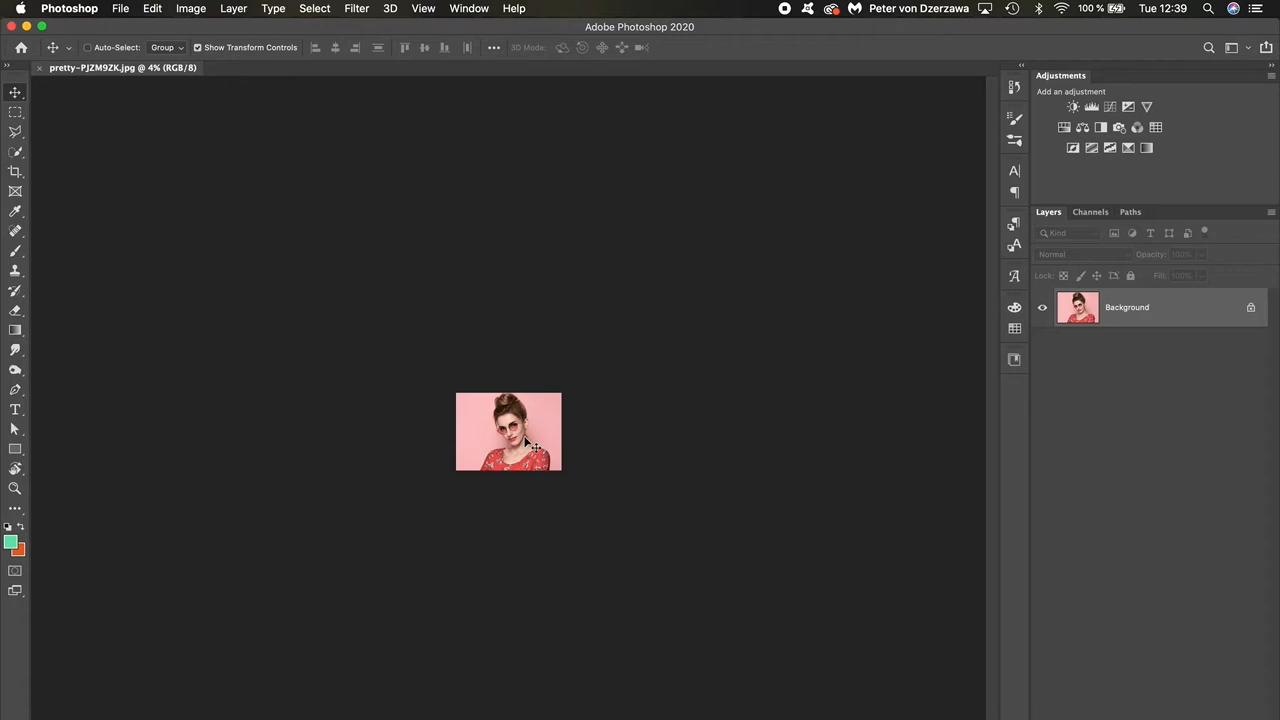 Photoshop File Edit Image Layer Type Select Filter 3D View Window Help 100 % Peter von Dzerzawa Tue 12:39
Adobe Photoshop 2020
Auto-Select: Group Show Transform Controls 3D Mode:
pretty-PJZM9ZK.jpg @ 4% (RGB/8)
Adjustments
Add an adjustment
Layers Channels Paths
Kind
Normal Opacity: 100%
Lock: Fill: 100%
Background